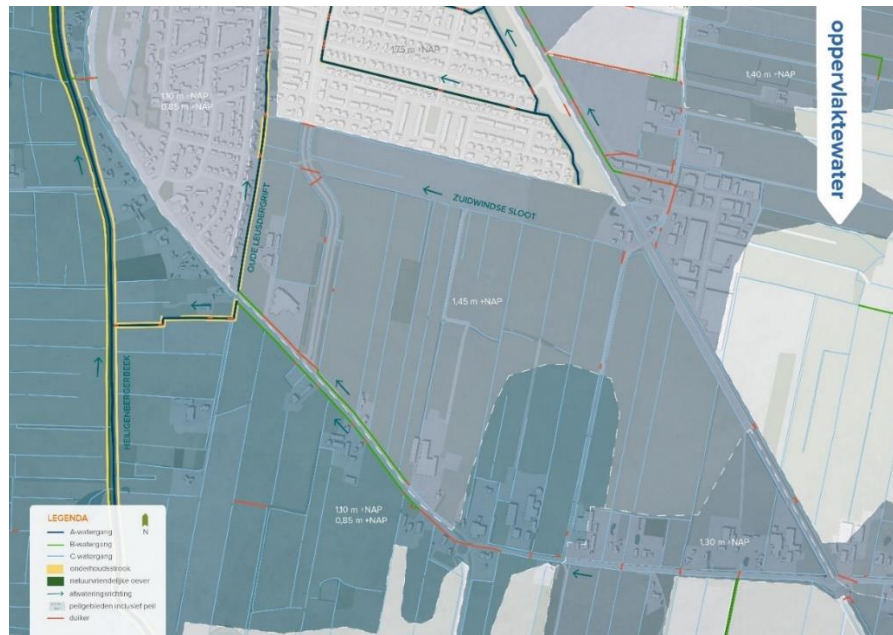 oppervlaktewater
1,75 m +NAP
1,40 m +NAP
1,10 m +NAP
0,85 m +NAP
OUDE LEUSDERGRIFT
ZUIDWINDSE SLOOT
1,45 m +NAP
HEILIGENBERGERBEEK
1,10 m +NAP
0,85 m +NAP
1,30 m +NAP
LEGENDA
N
A-watergang
B-watergang
C-watergang
onderhoudsstrook
natuurvriendelijke oever
afwateringsrichting
peilgebieden inclusief peil
duiker